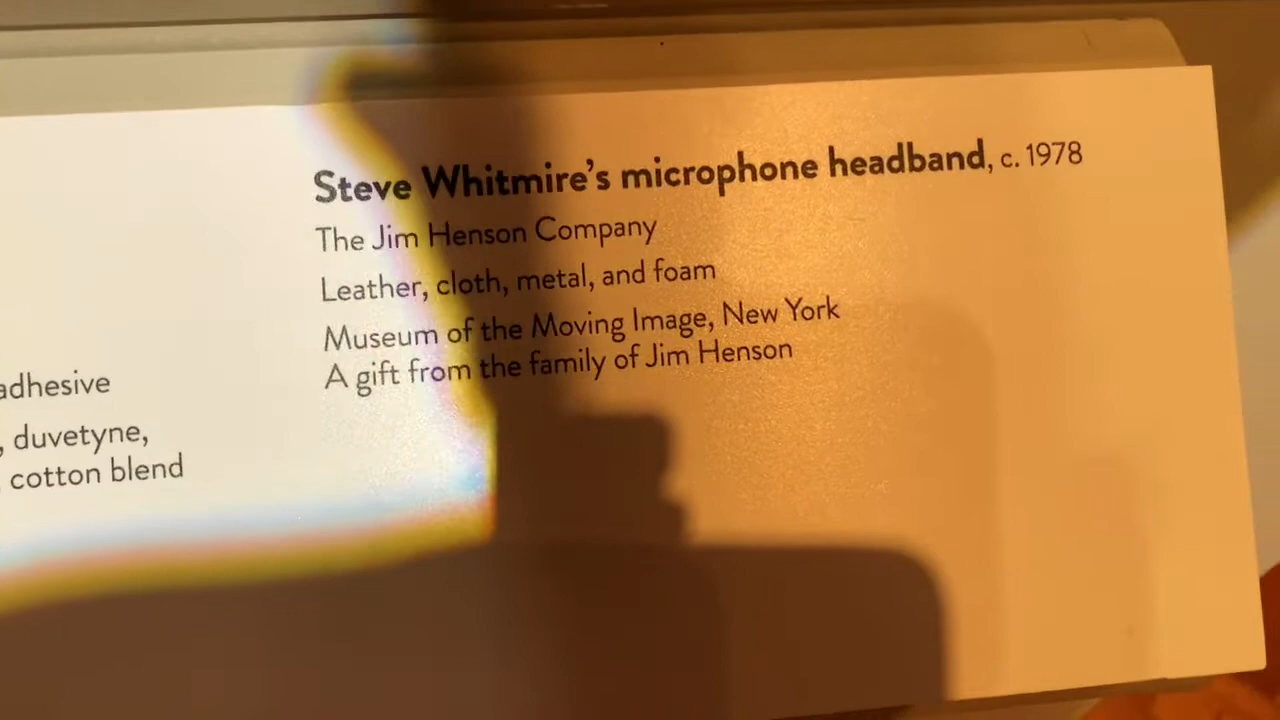 Steve Whitmire's microphone headband, c. 1978
The Jim Henson Company
Leather, cloth, metal, and foam
Museum of the Moving Image, New York
A gift from the family of Jim Henson
adhesive
, duvetyne,
cotton blend